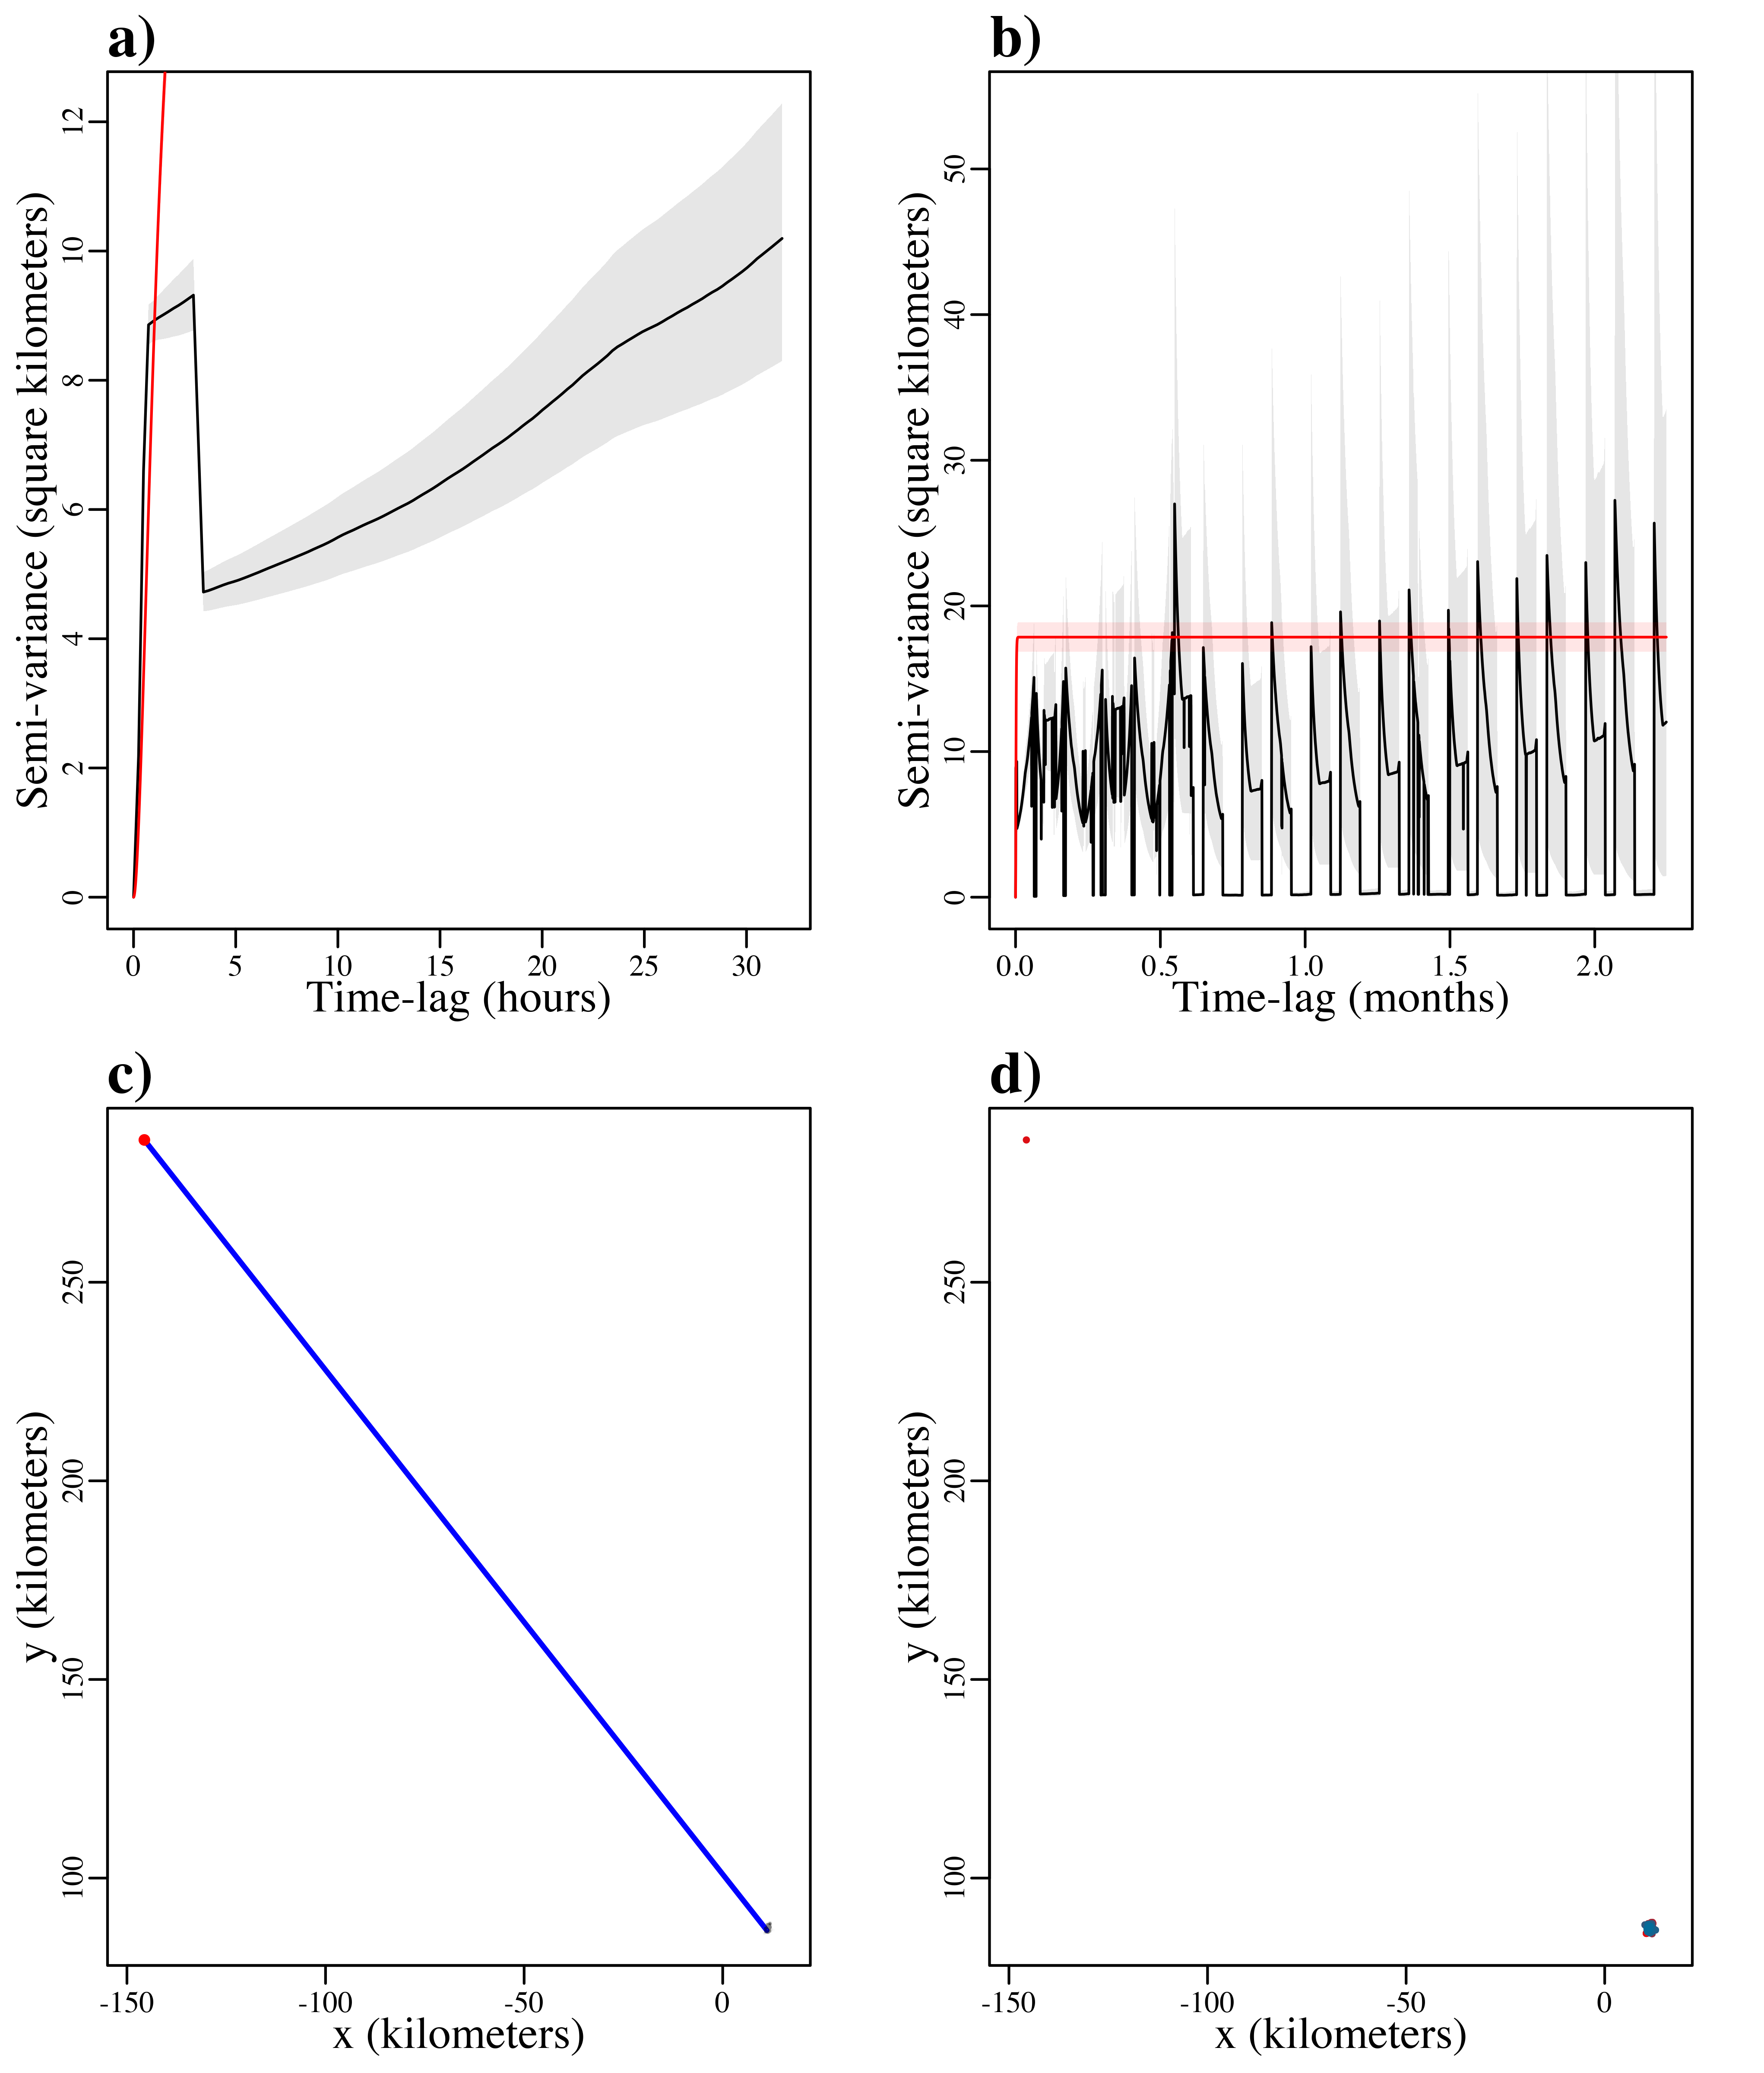 a)
Semi-variance (square kilometers)
0 2 4 6 8 10 12
0 5 10 15 20 25 30
Time-lag (hours)
b)
Semi-variance (square kilometers)
0 10 20 30 40 50
0.0 0.5 1.0 1.5 2.0
Time-lag (months)
c)
y (kilometers)
100 150 200 250
-150 -100 -50 0
x (kilometers)
d)
y (kilometers)
100 150 200 250
-150 -100 -50 0
x (kilometers)